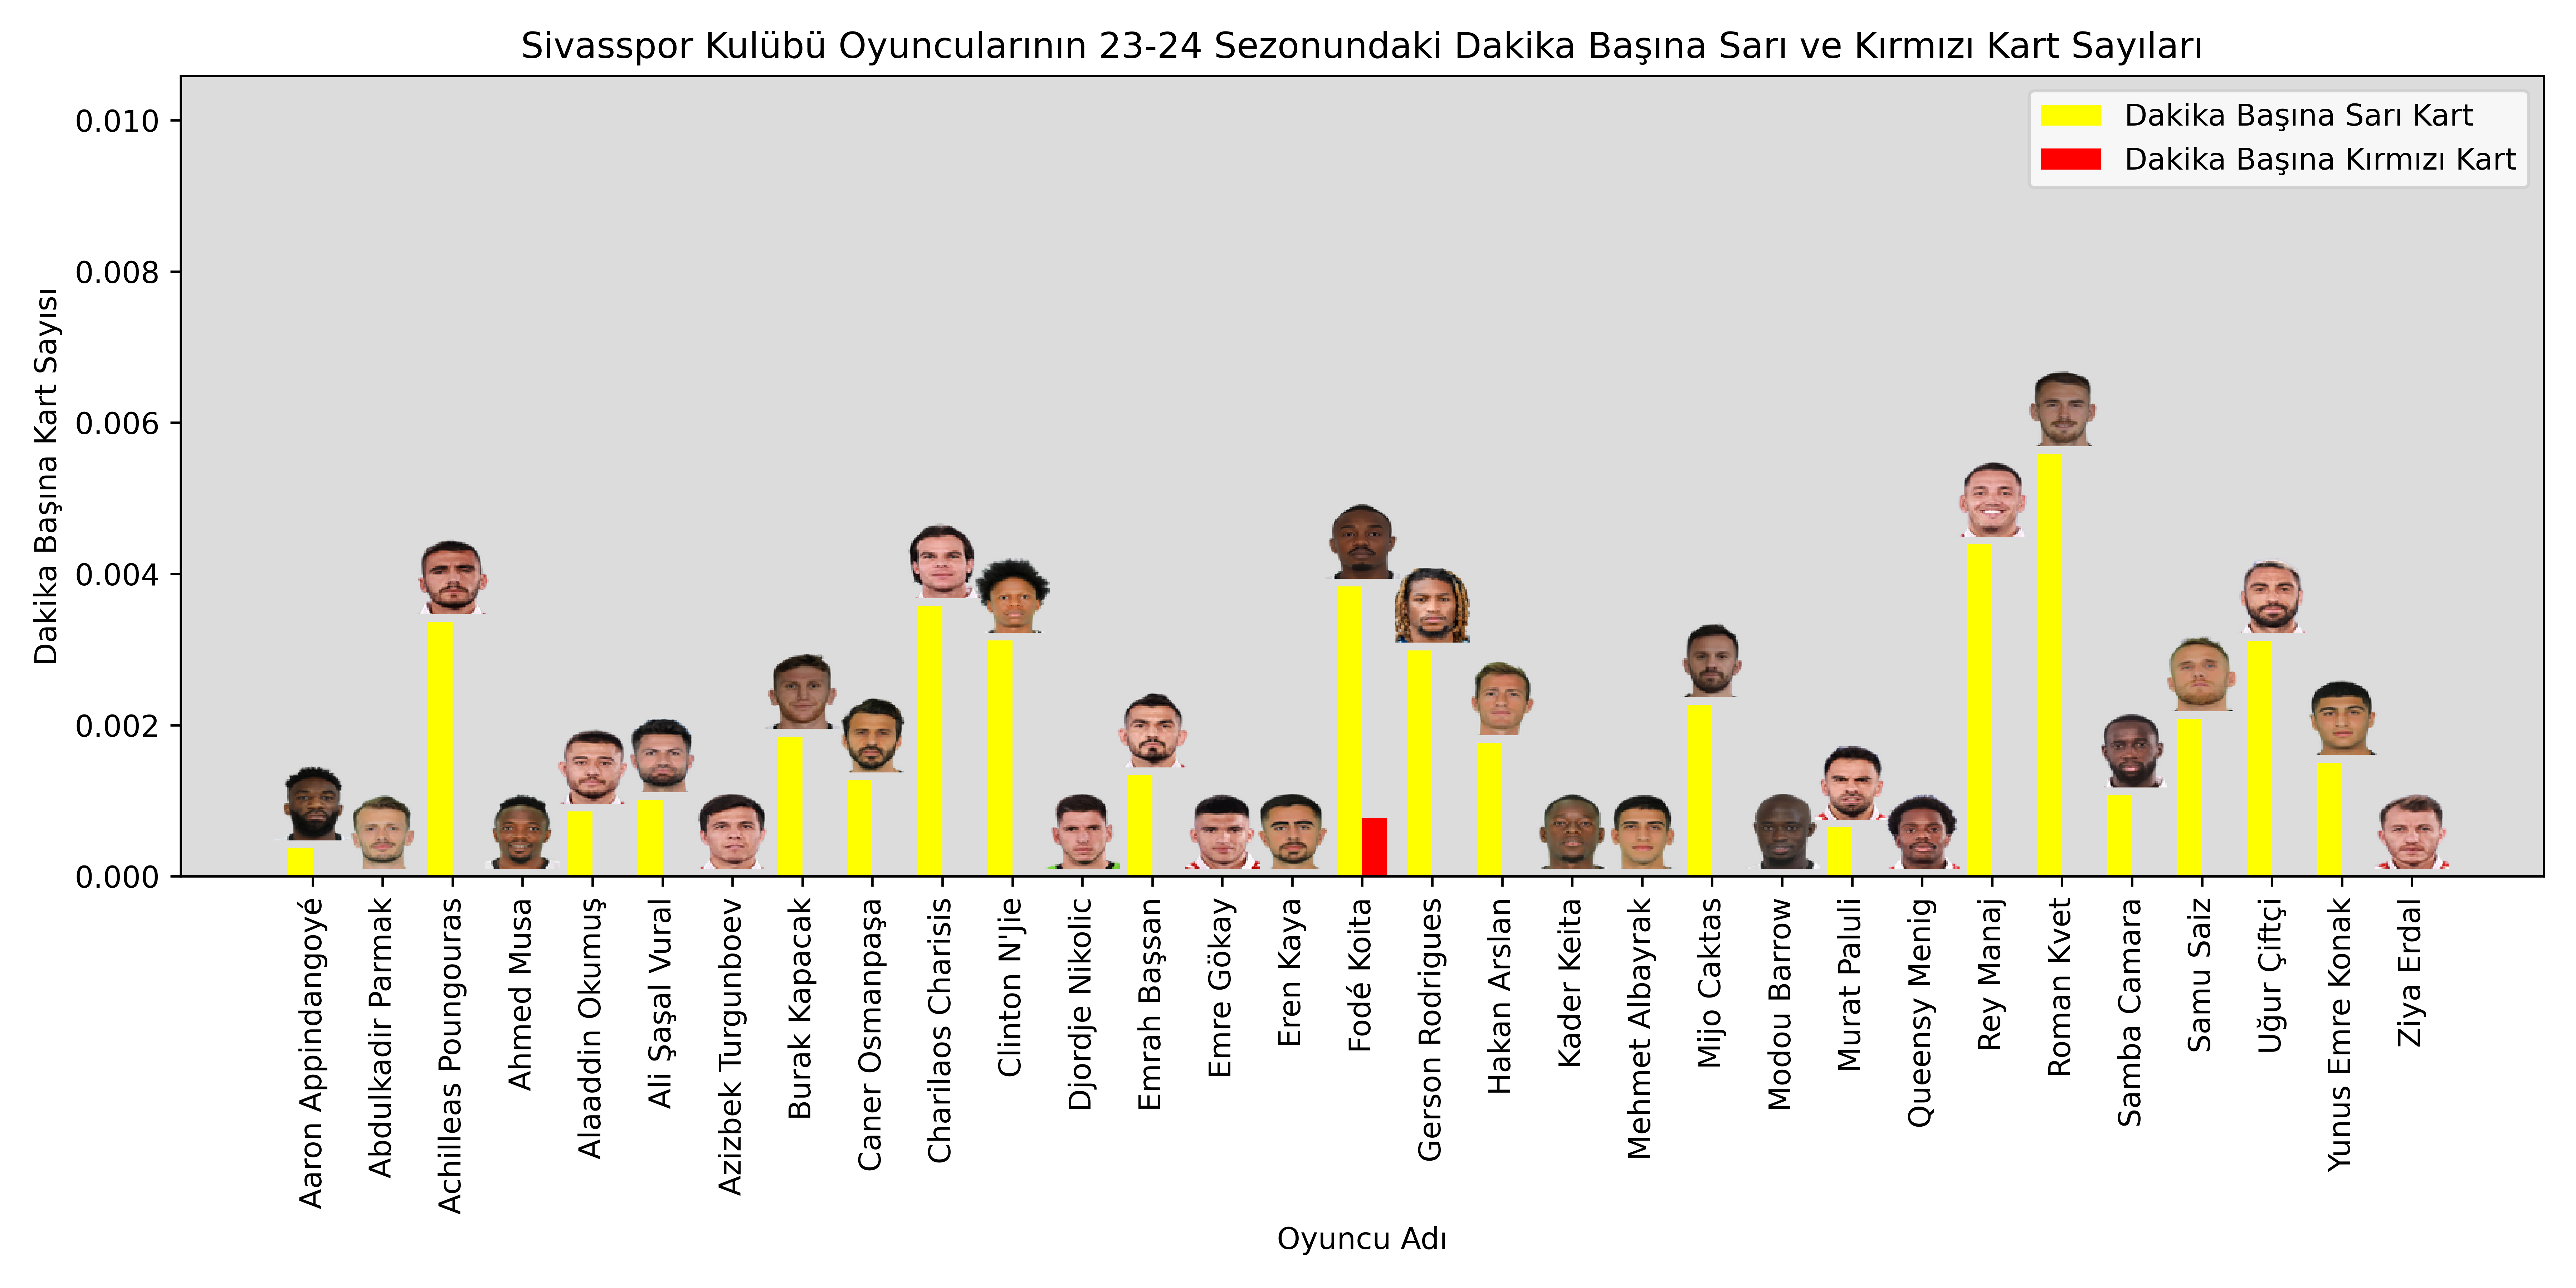 Sivasspor Kulübü Oyuncularının 23-24 Sezonundaki Dakika Başına Sarı ve Kırmızı Kart Sayıları
Dakika Başına Sarı Kart
Dakika Başına Kırmızı Kart
Dakika Başına Kart Sayısı
0.010
0.008
0.006
0.004
0.002
0.000
Aaron Appindangoyé
Abdulkadir Parmak
Achilleas Poungouras
Ahmed Musa
Alaaddin Okumuş
Ali Şaşal Vural
Azizbek Turgunboev
Burak Kapacak
Caner Osmanpaşa
Charilaos Charisis
Clinton N'Jie
Djordje Nikolic
Emrah Başsan
Emre Gökay
Eren Kaya
Fodé Koita
Gerson Rodrigues
Hakan Arslan
Kader Keita
Mehmet Albayrak
Mijo Caktas
Modou Barrow
Murat Paluli
Queensy Menig
Rey Manaj
Roman Kvet
Samba Camara
Samu Saiz
Uğur Çiftçi
Yunus Emre Konak
Ziya Erdal
Oyuncu Adı